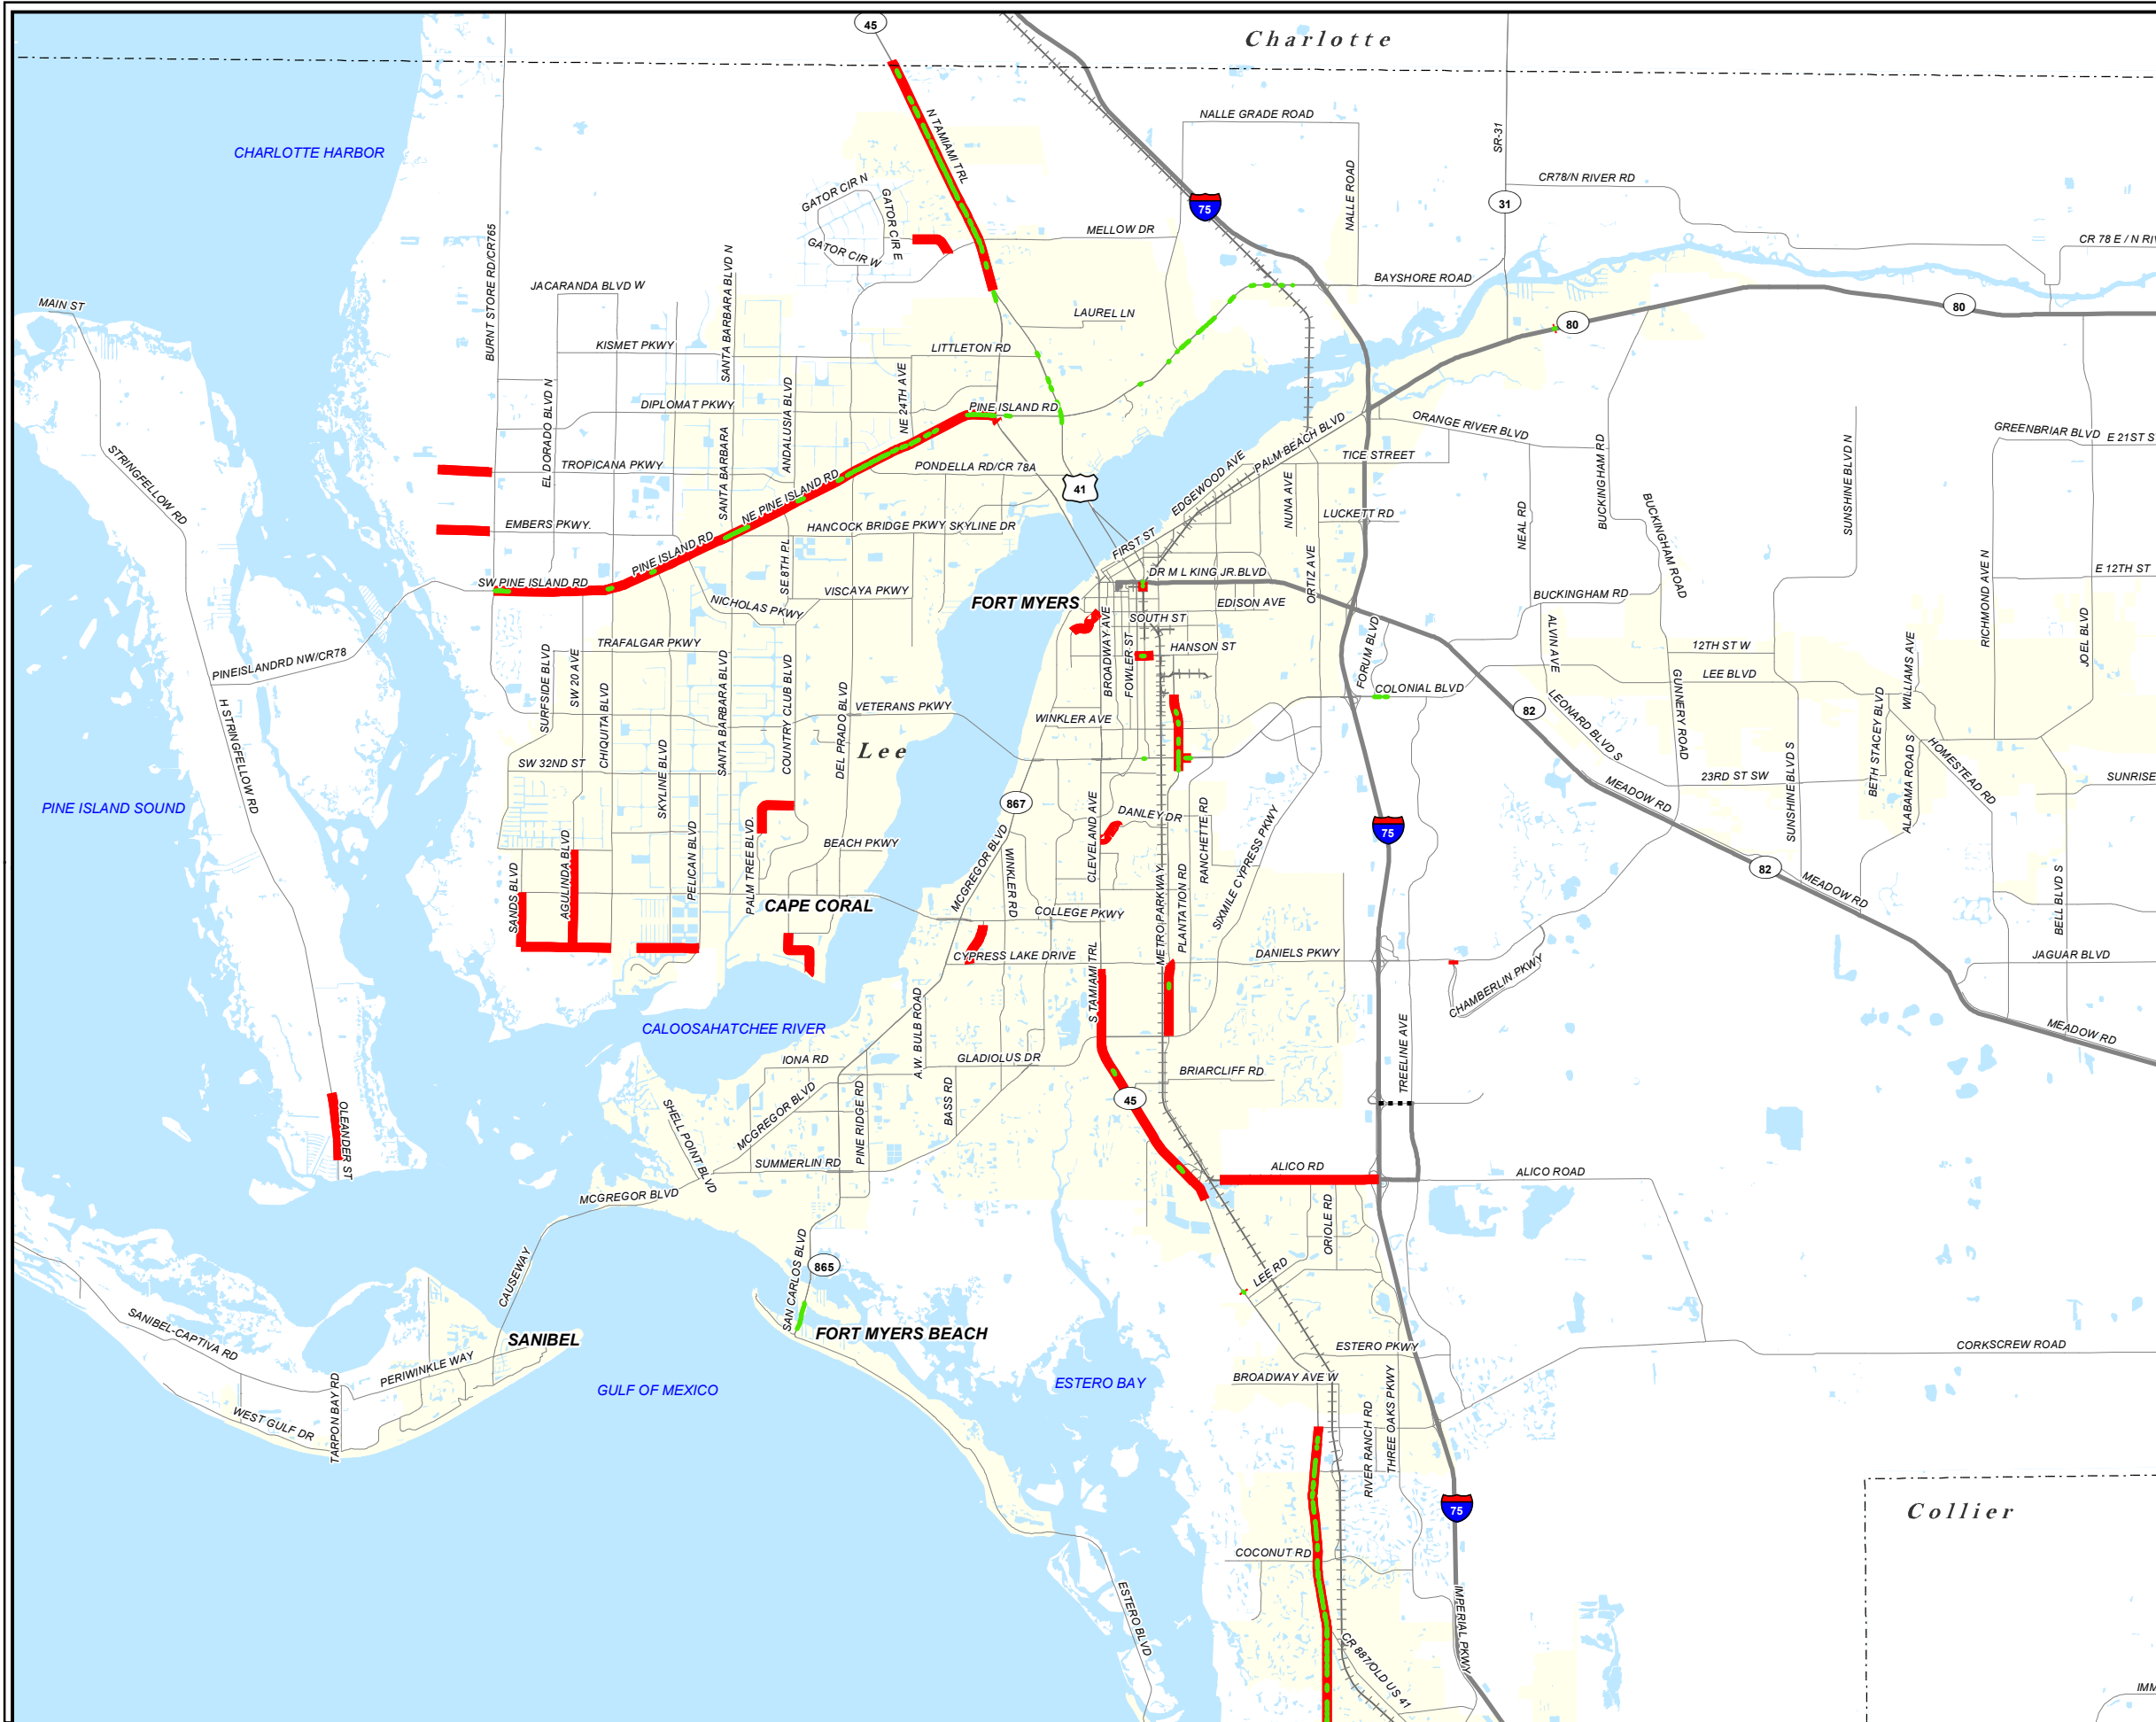 45
Charlotte
N TAMIAMI TRL
NALLE GRADE ROAD
SR-31
CHARLOTTE HARBOR
NALLE ROAD
CR78/N RIVER RD
GATOR CIR N
GATOR CIR E
GATOR CIR W
75
31
MELLOW DR
CR 78 E / N RI
BURNT STORE RD/CR765
SANTA BARBARA BLVD N
JACARANDA BLVD W
BAYSHORE ROAD
MAIN ST
LAUREL LN
80
80
KISMET PKWY
LITTLETON RD
EL DORADO BLVD N
ANDALUSIA BLVD
NE 24TH AVE
DIPLOMAT PKWY
PINE ISLAND RD
ORANGE RIVER BLVD
PALM BEACH BLVD
GREENBRIAR BLVD
E 21ST S
STRINGFELLOW RD
SANTA BARBARA
TROPICANA PKWY
NE PINE ISLAND RD
PONDELLA RD/CR 78A
EDGEWOOD AVE
TICE STREET
BUCKINGHAM RD
SUNSHINE BLVD N
41
NUNA AVE
LUCKETT RD
NEAL RD
BUCKINGHAM ROAD
EMBERS PKWY.
HANCOCK BRIDGE PKWY
SKYLINE DR
FIRST ST
PINE ISLAND RD
SW PINE ISLAND RD
SE 8TH PL
VISCAYA PKWY
DR M L KING JR.BLVD
ORTIZ AVE
E 12TH ST
RICHMOND AVE N
NICHOLAS PKWY
FORT MYERS
EDISON AVE
BUCKINGHAM RD
SOUTH ST
BROADWAY AVE
FOWLER ST
HANSON ST
FORUM BLVD
ALVIN AVE
12TH ST W
WILLIAMS AVE
JOEL BLVD
TRAFALGAR PKWY
PINEISLANDRD NW/CR78
SURFSIDE BLVD
SW 20 AVE
CHIQUITA BLVD
SANTA BARBARA BLVD
COUNTRY CLUB BLVD
DEL PRADO BLVD
VETERANS PKWY
COLONIAL BLVD
LEE BLVD
GUNNERY ROAD
BETH STACEY BLVD
H STRINGFELLOW RD
WINKLER AVE
82
LEONARD BLVD S
HOMESTEAD RD
Lee
SW 32ND ST
SKYLINE BLVD
23RD ST SW
SUNRISE
SUNSHINE BLVD S
ALABAMA ROAD S
MEADOW RD
PINE ISLAND SOUND
867
CLEVELAND AVE
DANLEY DR
RANCHETTE RD
SIXMILE CYPRESS PKWY
75
AGULINDA BLVD
PELICAN BLVD
PALM TREE BLVD.
BEACH PKWY
MCGREGOR BLVD
WINKLER RD
82
MEADOW RD
BELL BLVD S
SANDS BLVD
CAPE CORAL
COLLEGE PKWY
METRO PARKWAY
PLANTATION RD
CYPRESS LAKE DRIVE
S TAMIAMI TRL
DANIELS PKWY
CHAMBERLIN PKWY
JAGUAR BLVD
CALOOSAHATCHEE RIVER
A.W. BULB ROAD
MEADOW RD
TREELINE AVE
IONA RD
GLADIOLUS DR
BRIARCLIFF RD
45
OLEANDER ST
SHELL POINT BLVD
MCGREGOR BLVD
PINE RIDGE RD
BASS RD
SUMMERLIN RD
ALICO RD
ALICO ROAD
MCGREGOR BLVD
ORIOLE RD
CAUSEWAY
SAN CARLOS BLVD
865
LEE RD
SANIBEL-CAPTIVA RD
SANIBEL
FORT MYERS BEACH
ESTERO PKWY
CORKSCREW ROAD
PERIWINKLE WAY
GULF OF MEXICO
ESTERO BAY
BROADWAY AVE W
TARPON BAY RD
WEST GULF DR
RIVER RANCH RD
THREE OAKS PKWY
75
Collier
COCONUT RD
ESTERO BLVD
IMPERIAL PKWY
CR 887/OLD US 41
IMM